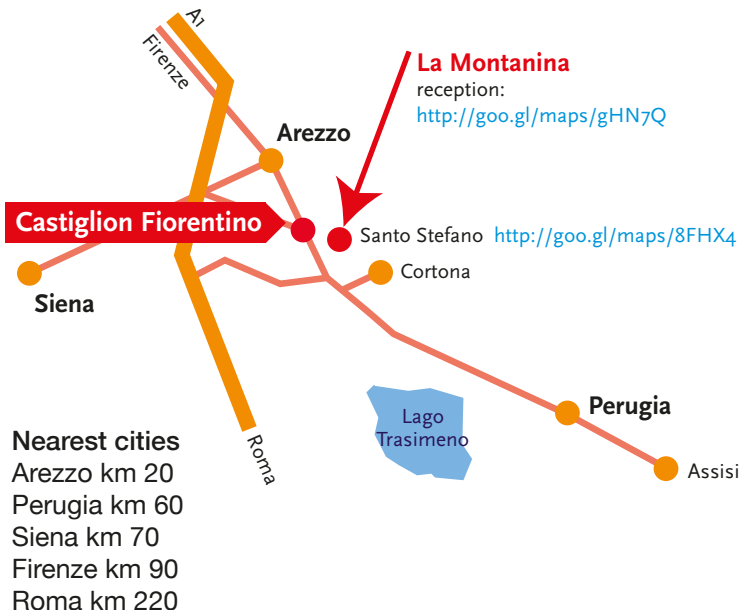 A1
Firenze
La Montanina
reception:
http://goo.gl/maps/gHN7Q
Arezzo
Castiglion Fiorentino
Santo Stefano http://goo.gl/maps/8FHX4
Cortona
Siena
Lago
Trasimeno
Perugia
Assisi
Roma
Nearest cities
Arezzo km 20
Perugia km 60
Siena km 70
Firenze km 90
Roma km 220